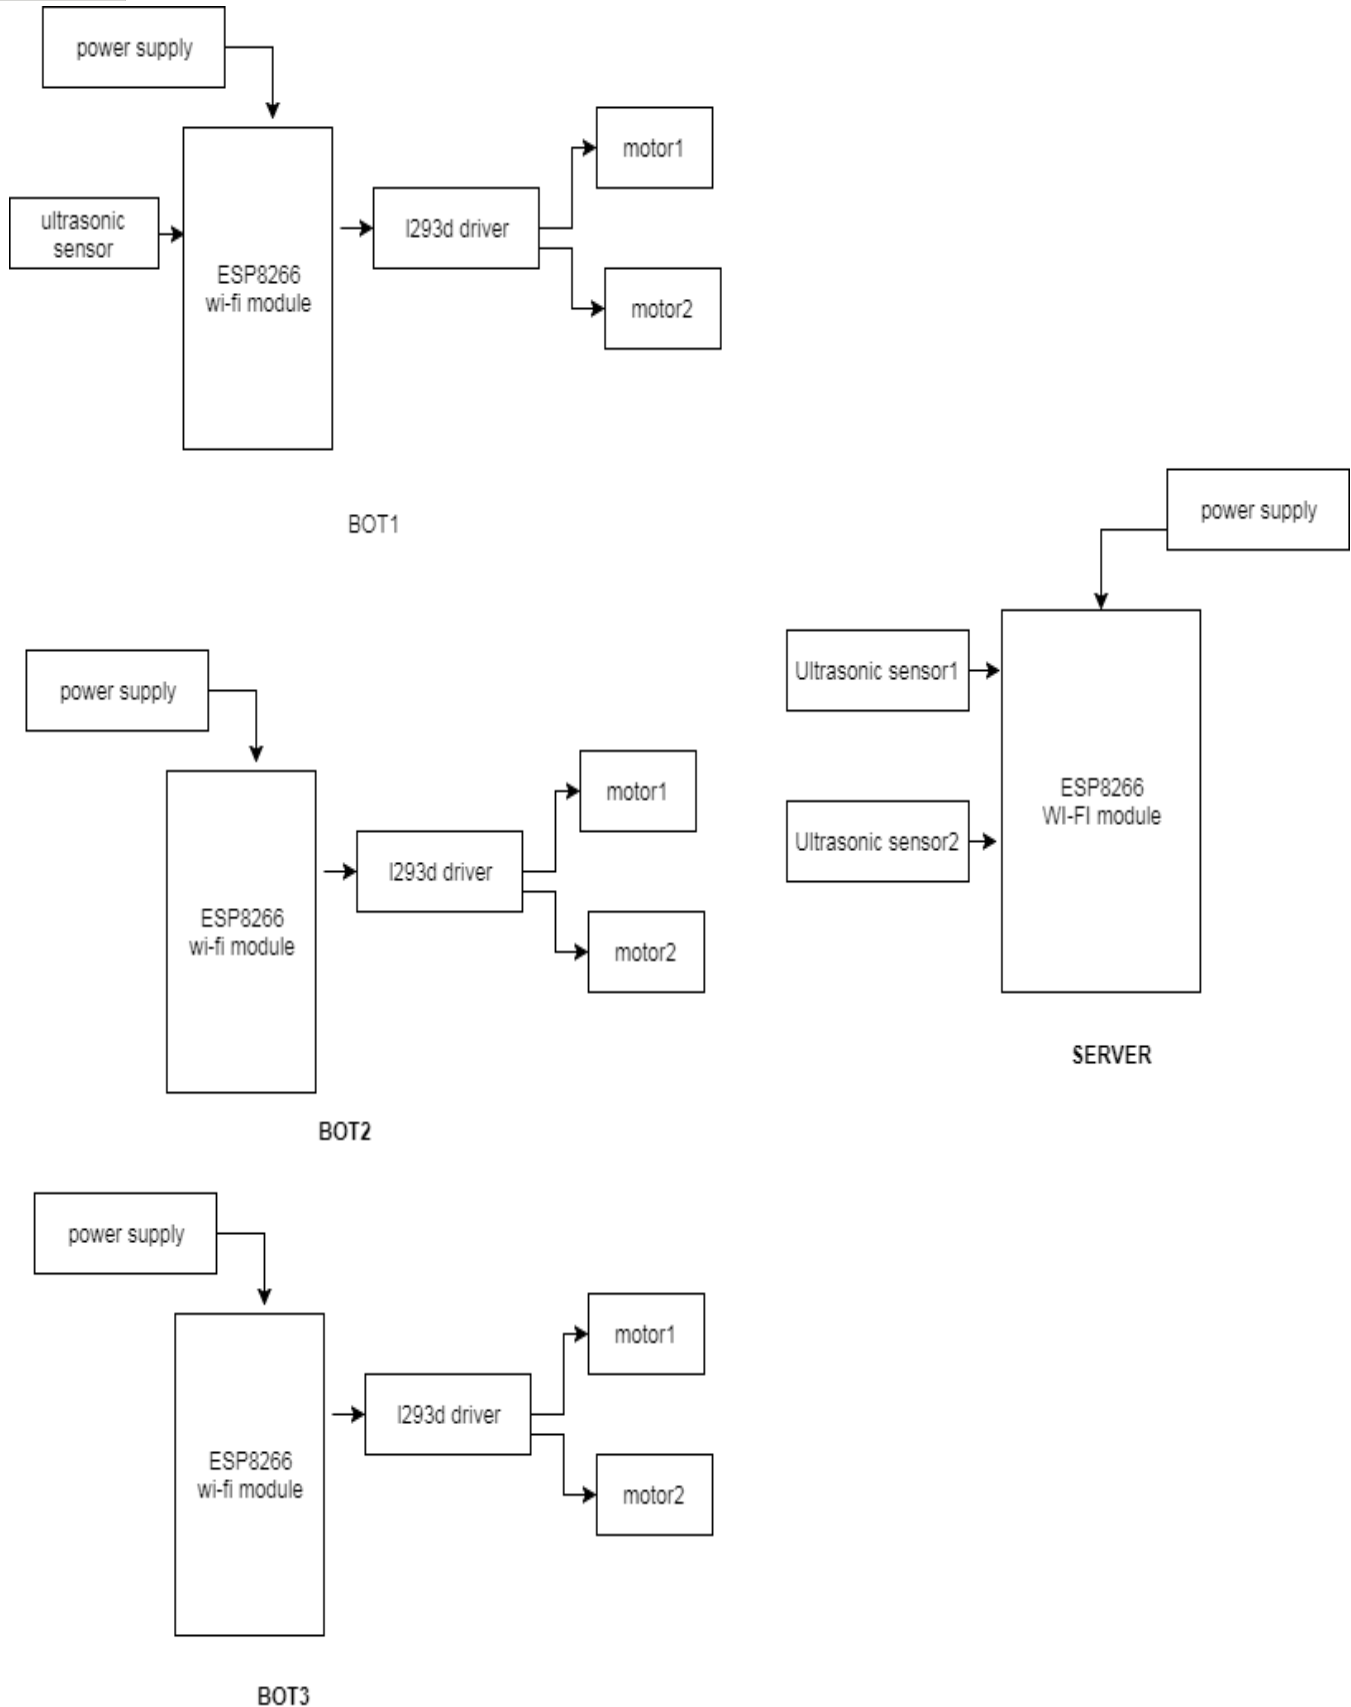 power supply
motor1
ultrasonic
sensor
l293d driver
ESP8266
wi-fi module
motor2
BOT1
power supply
motor1
l293d driver
ESP8266
wi-fi module
motor2
BOT2
power supply
Ultrasonic sensor1
ESP8266
WI-FI module
Ultrasonic sensor2
SERVER
power supply
motor1
l293d driver
ESP8266
wi-fi module
motor2
BOT3